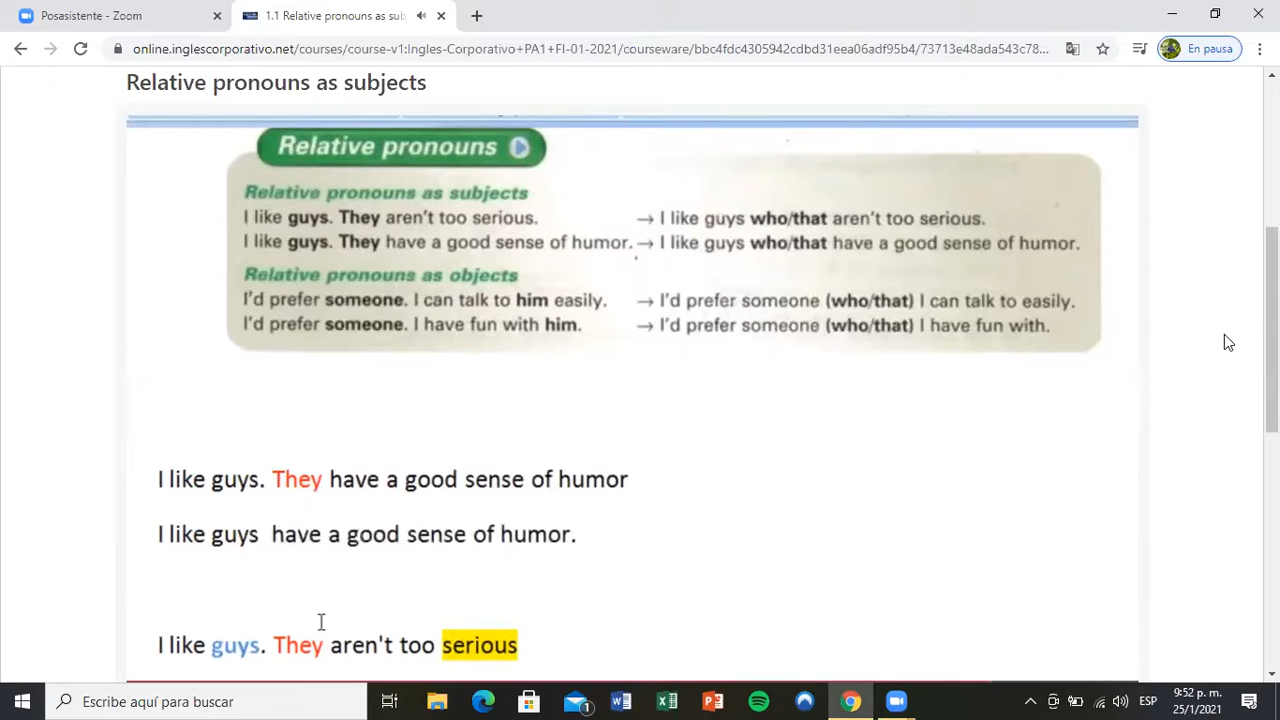 Posasistente - Zoom
1.1 Relative pronouns as sub
online.inglescorporativo.net/courses/course-v1:Ingles-Corporativo+PA1+FI-01-2021/courseware/bbc4fdc4305942cdbd31eea06adf95b4/73713e48ada543c78...
En pausa
Relative pronouns as subjects
Relative pronouns
Relative pronouns as subjects
I like guys. They aren't too serious. → I like guys who/that aren't too serious.
I like guys. They have a good sense of humor. → I like guys who/that have a good sense of humor.
Relative pronouns as objects
I'd prefer someone. I can talk to him easily. → I'd prefer someone (who/that) I can talk to easily.
I'd prefer someone. I have fun with him. → I'd prefer someone (who/that) I have fun with.
I like guys. They have a good sense of humor
I like guys have a good sense of humor.
I like guys. They aren't too serious
Escribe aquí para buscar
1
ESP
9:52 p. m.
25/1/2021